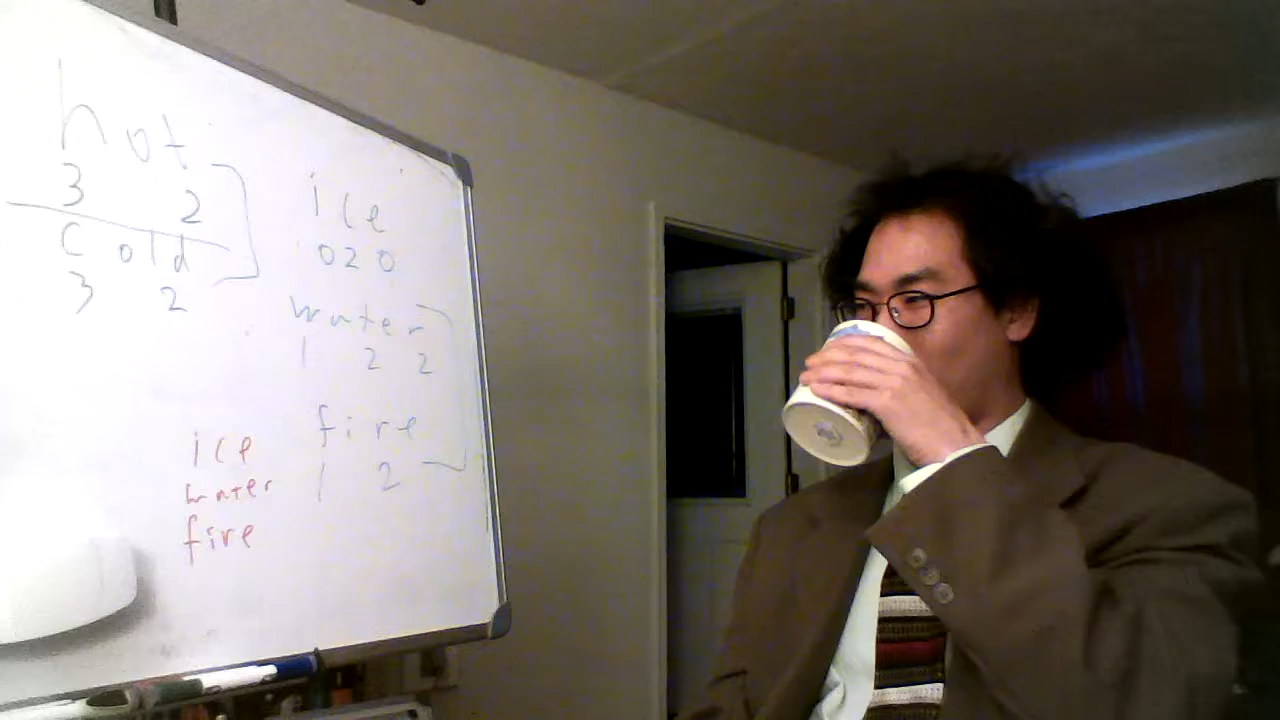 hot
3 2
cold
3 2
ice
0 2 0
water
1 2 2
fire
1 2
ice
water
fire